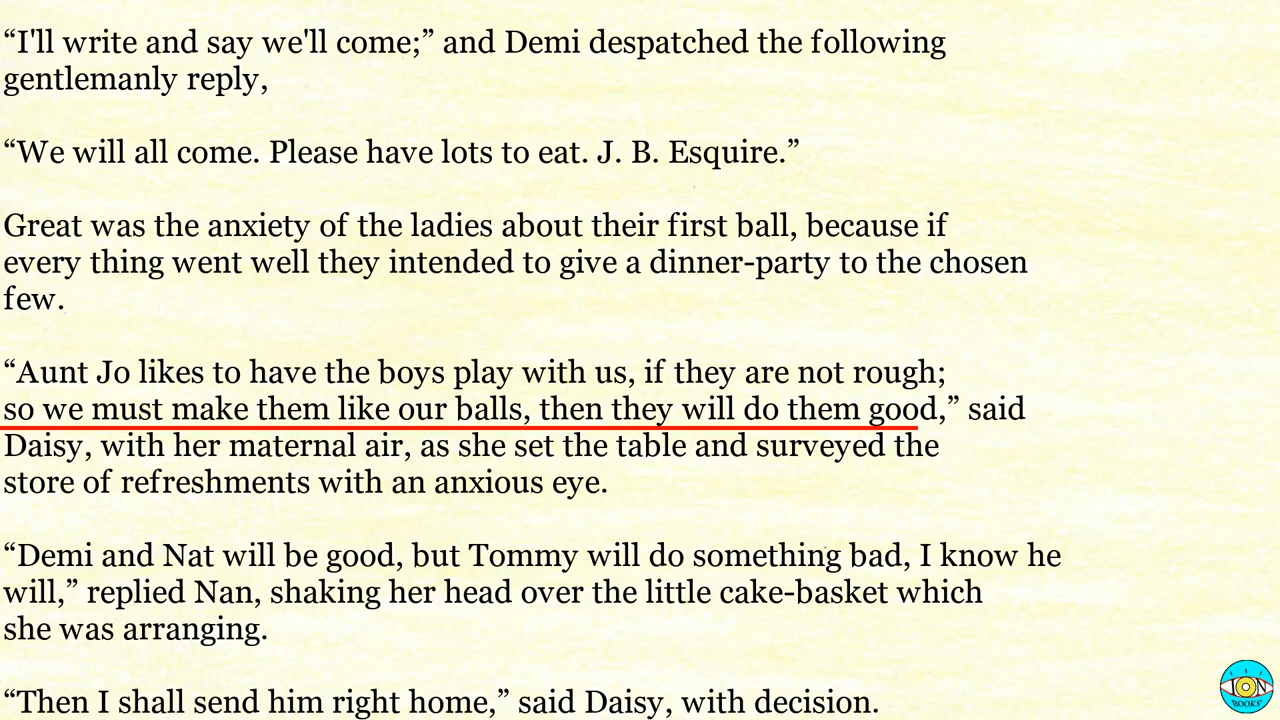 “I'll write and say we'll come;” and Demi despatched the following
gentlemanly reply,
“We will all come. Please have lots to eat. J. B. Esquire.”
Great was the anxiety of the ladies about their first ball, because if
every thing went well they intended to give a dinner-party to the chosen
few.
“Aunt Jo likes to have the boys play with us, if they are not rough;
so we must make them like our balls, then they will do them good,” said
Daisy, with her maternal air, as she set the table and surveyed the
store of refreshments with an anxious eye.
“Demi and Nat will be good, but Tommy will do something bad, I know he
will,” replied Nan, shaking her head over the little cake-basket which
she was arranging.
“Then I shall send him right home,” said Daisy, with decision.
ION
BOOKS